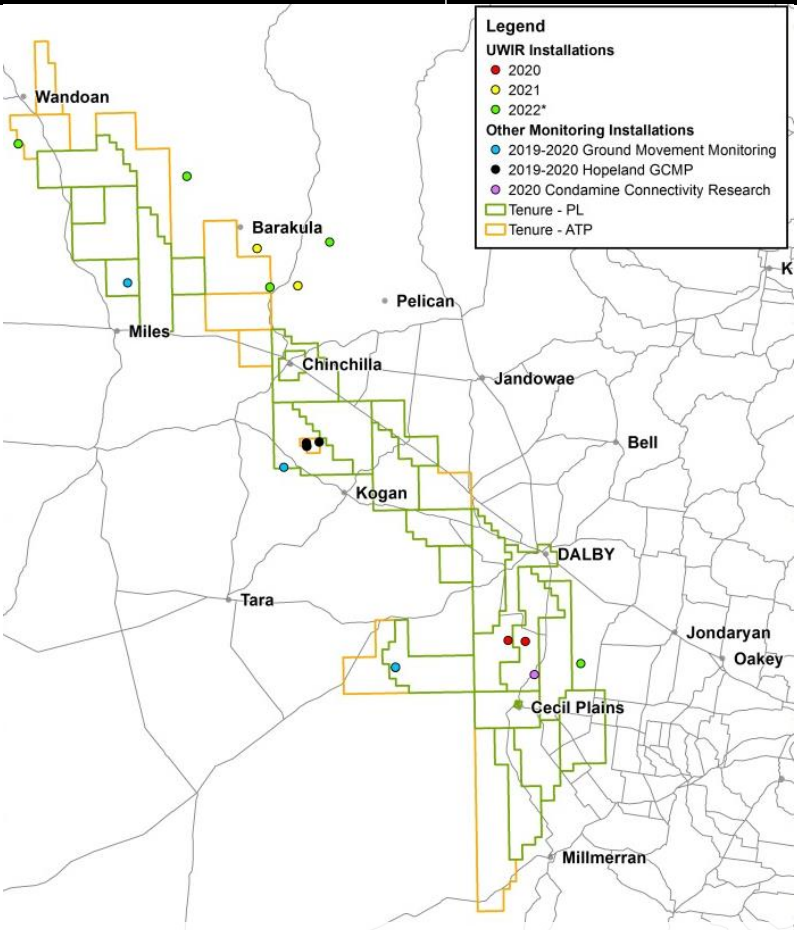 Legend
UWIR Installations
2020
2021
2022*
Other Monitoring Installations
2019-2020 Ground Movement Monitoring
2019-2020 Hopeland GCMP
2020 Condamine Connectivity Research
Tenure - PL
Tenure - ATP
Wandoan
Barakula
K
Pelican
Miles
Chinchilla
Jandowae
Bell
Kogan
DALBY
Tara
Jondaryan
Oakey
Cecil Plains
Millmerran